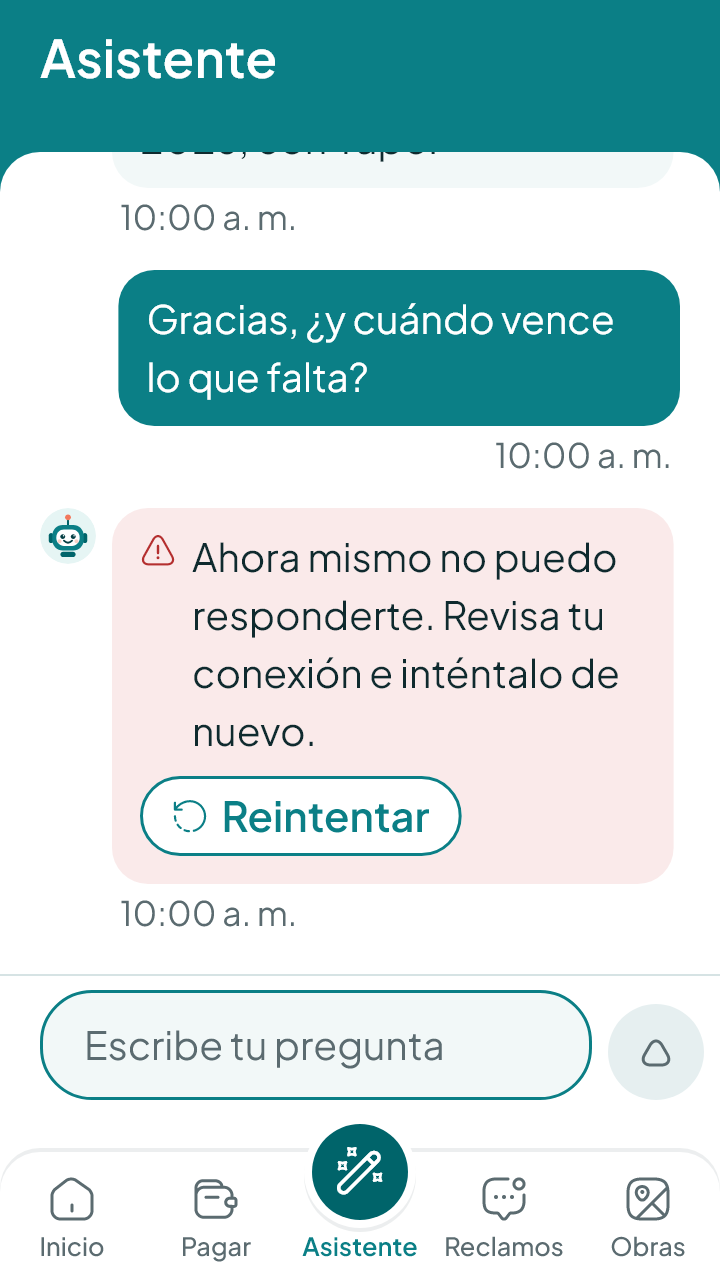 Asistente
10:00 a. m.
Gracias, ¿y cuándo vence
lo que falta?
10:00 a. m.
Ahora mismo no puedo
responderte. Revisa tu
conexión e inténtalo de
nuevo.
Reintentar
10:00 a. m.
Escribe tu pregunta
Inicio
Pagar
Asistente
Reclamos
Obras